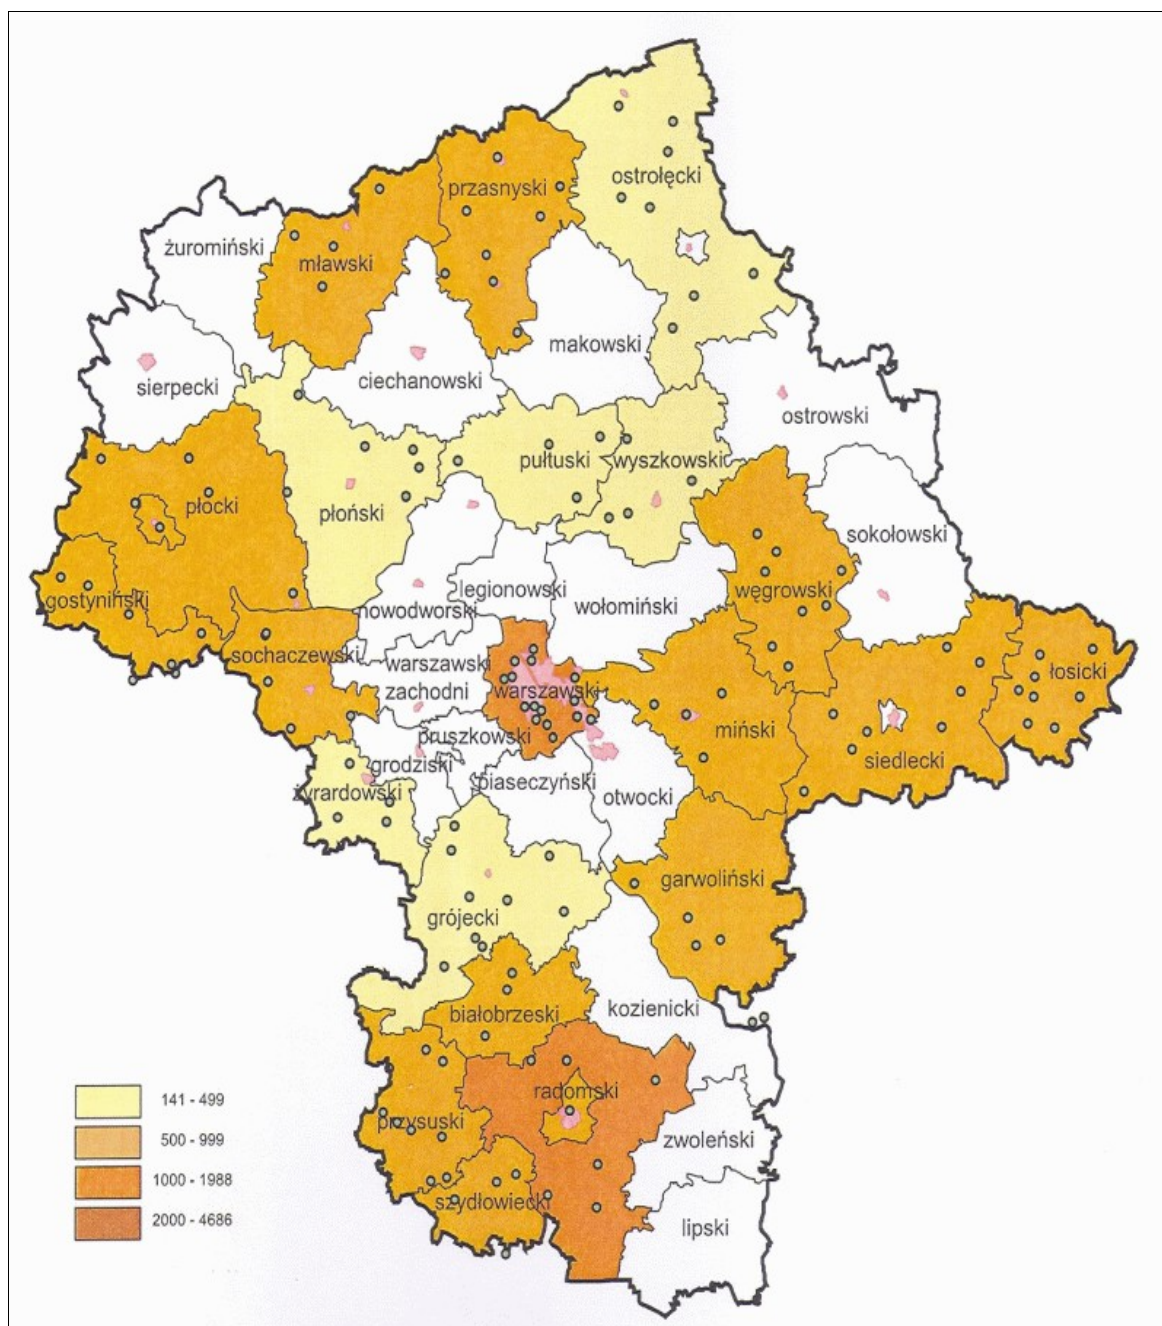 ostrołęcki
przasnyski
żuromiński
mławski
makowski
ciechanowski
sierpecki
ostrowski
pułtuski
wyszkowski
płocki
płoński
sokołowski
legionowski
węgrowski
gostyniński
nowodworski
wołomiński
sochaczewski
warszawski
zachodni
warszawski
łosicki
miński
pruszkowski
siedlecki
grodziski
piaseczyński
żyrardowski
otwocki
garwoliński
grójecki
kozienicki
białobrzeski
radomski
141 - 499
przysuski
500 - 999
zwoleński
1000 - 1988
szydłowiecki
2000 - 4686
lipski